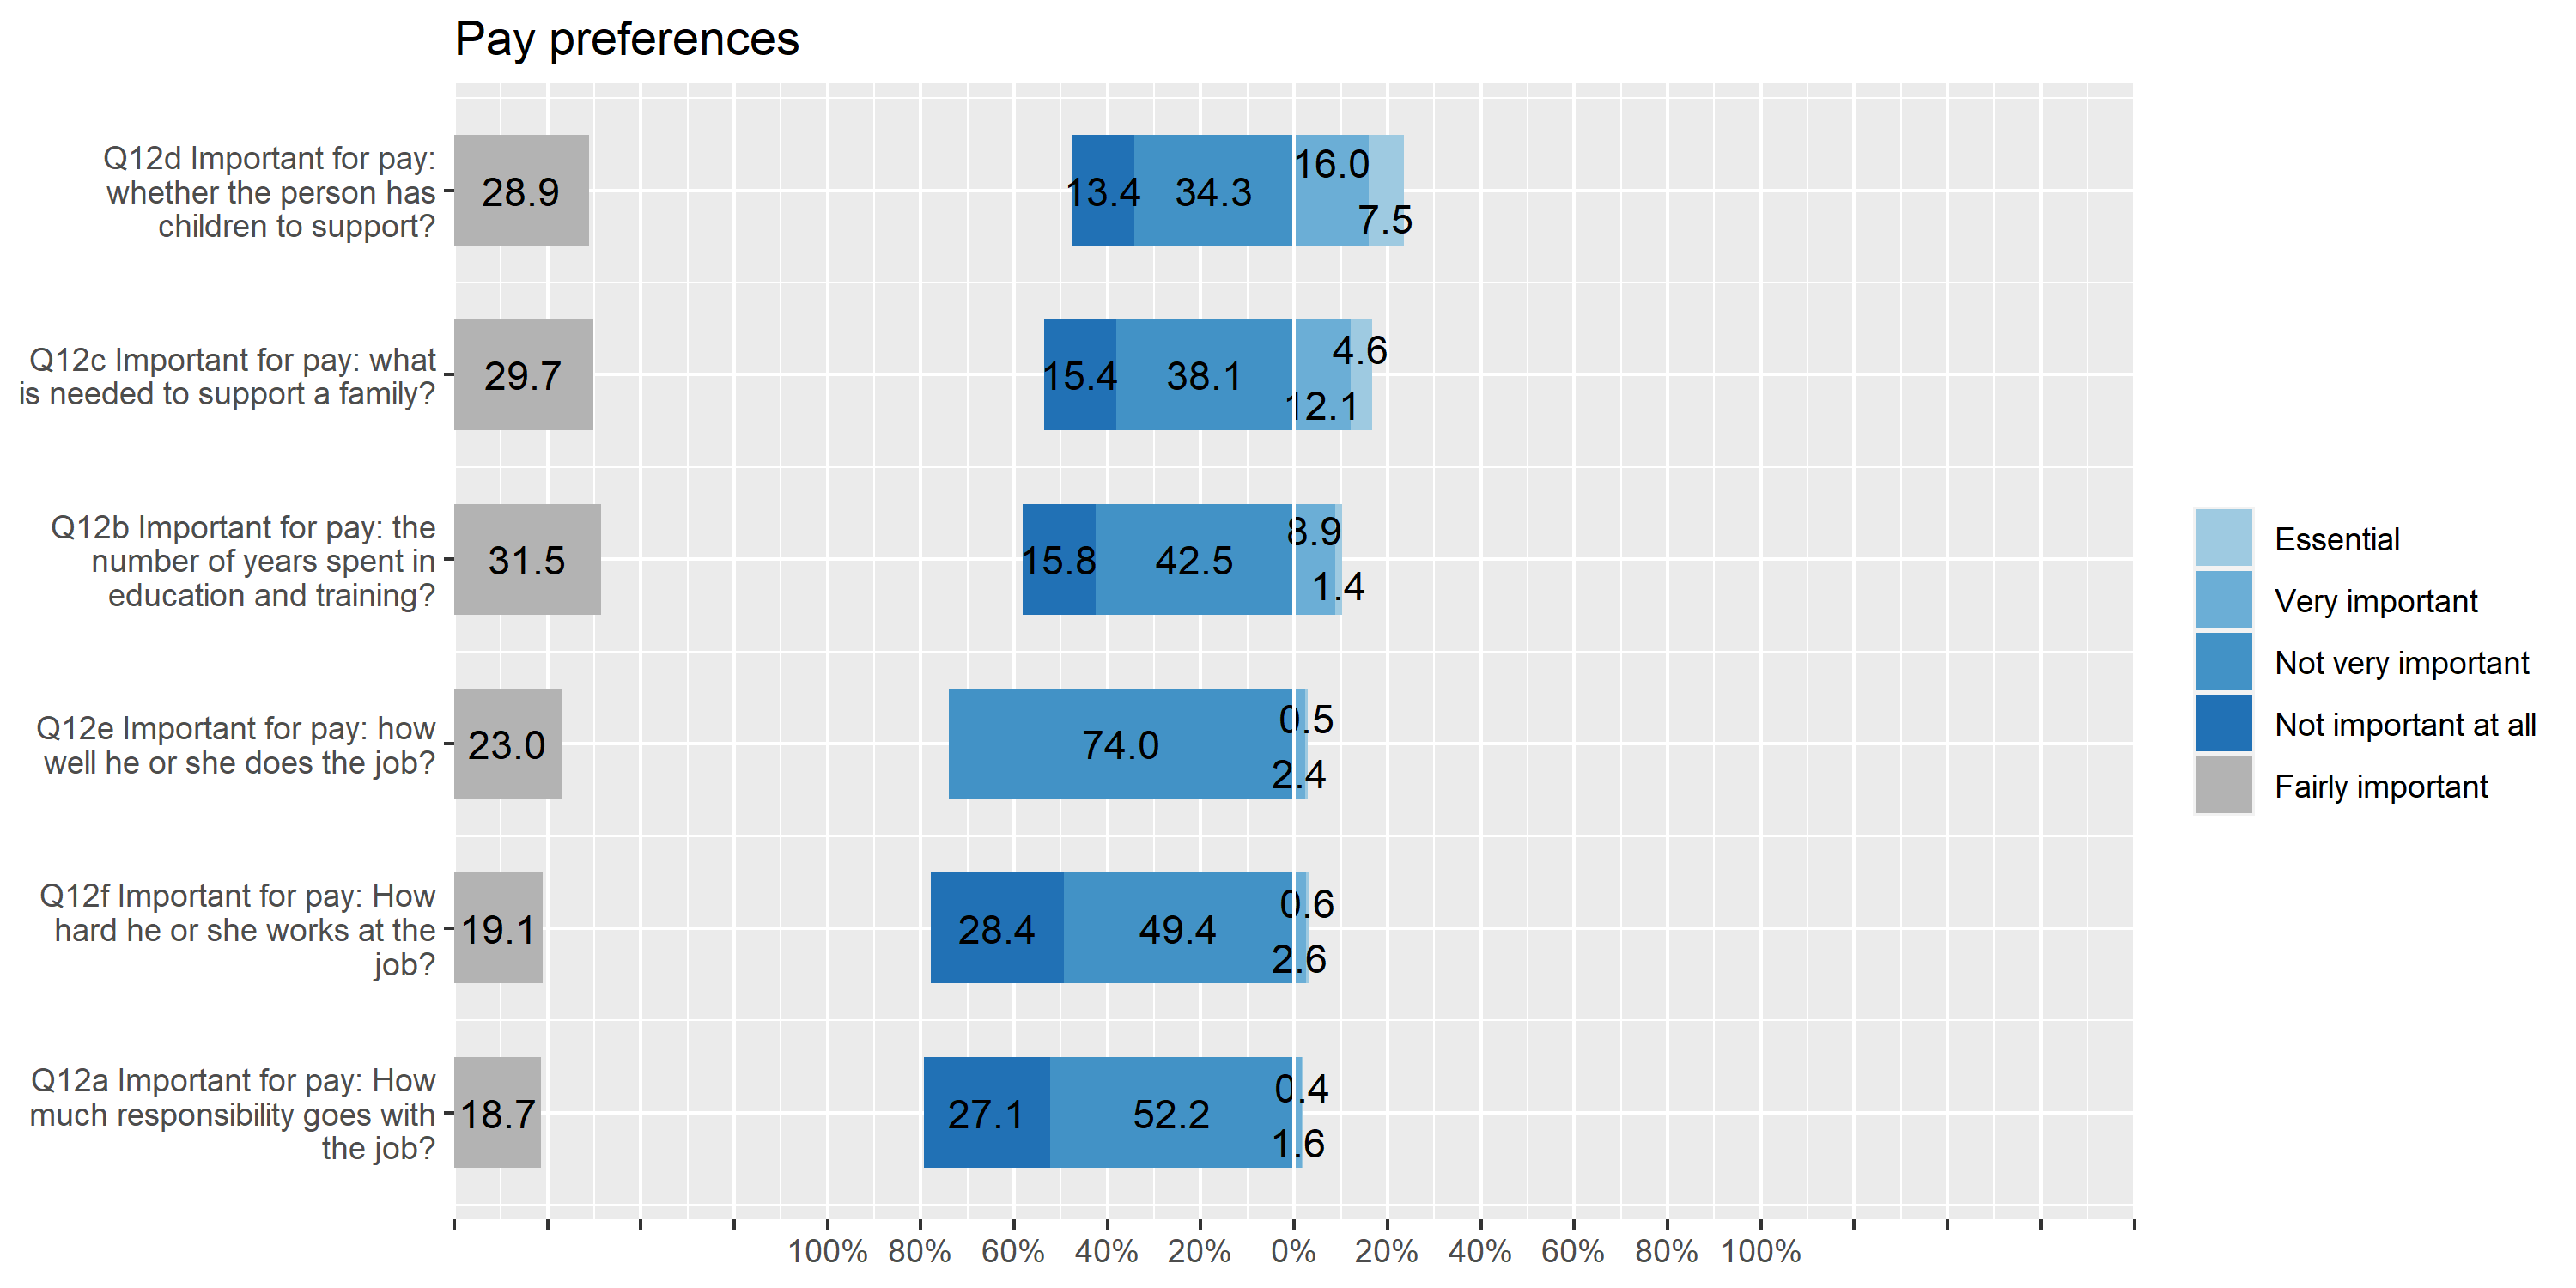 Pay preferences
Q12d Important for pay:
whether the person has
children to support?
28.9
13.4
34.3
16.0
7.5
Q12c Important for pay: what
is needed to support a family?
29.7
15.4
38.1
4.6
12.1
Q12b Important for pay: the
number of years spent in
education and training?
31.5
15.8
42.5
8.9
1.4
Q12e Important for pay: how
well he or she does the job?
23.0
74.0
0.5
2.4
Q12f Important for pay: How
hard he or she works at the
job?
19.1
28.4
49.4
0.6
2.6
Q12a Important for pay: How
much responsibility goes with
the job?
18.7
27.1
52.2
0.4
1.6
100% 80% 60% 40% 20% 0% 20% 40% 60% 80% 100%
Essential
Very important
Not very important
Not important at all
Fairly important